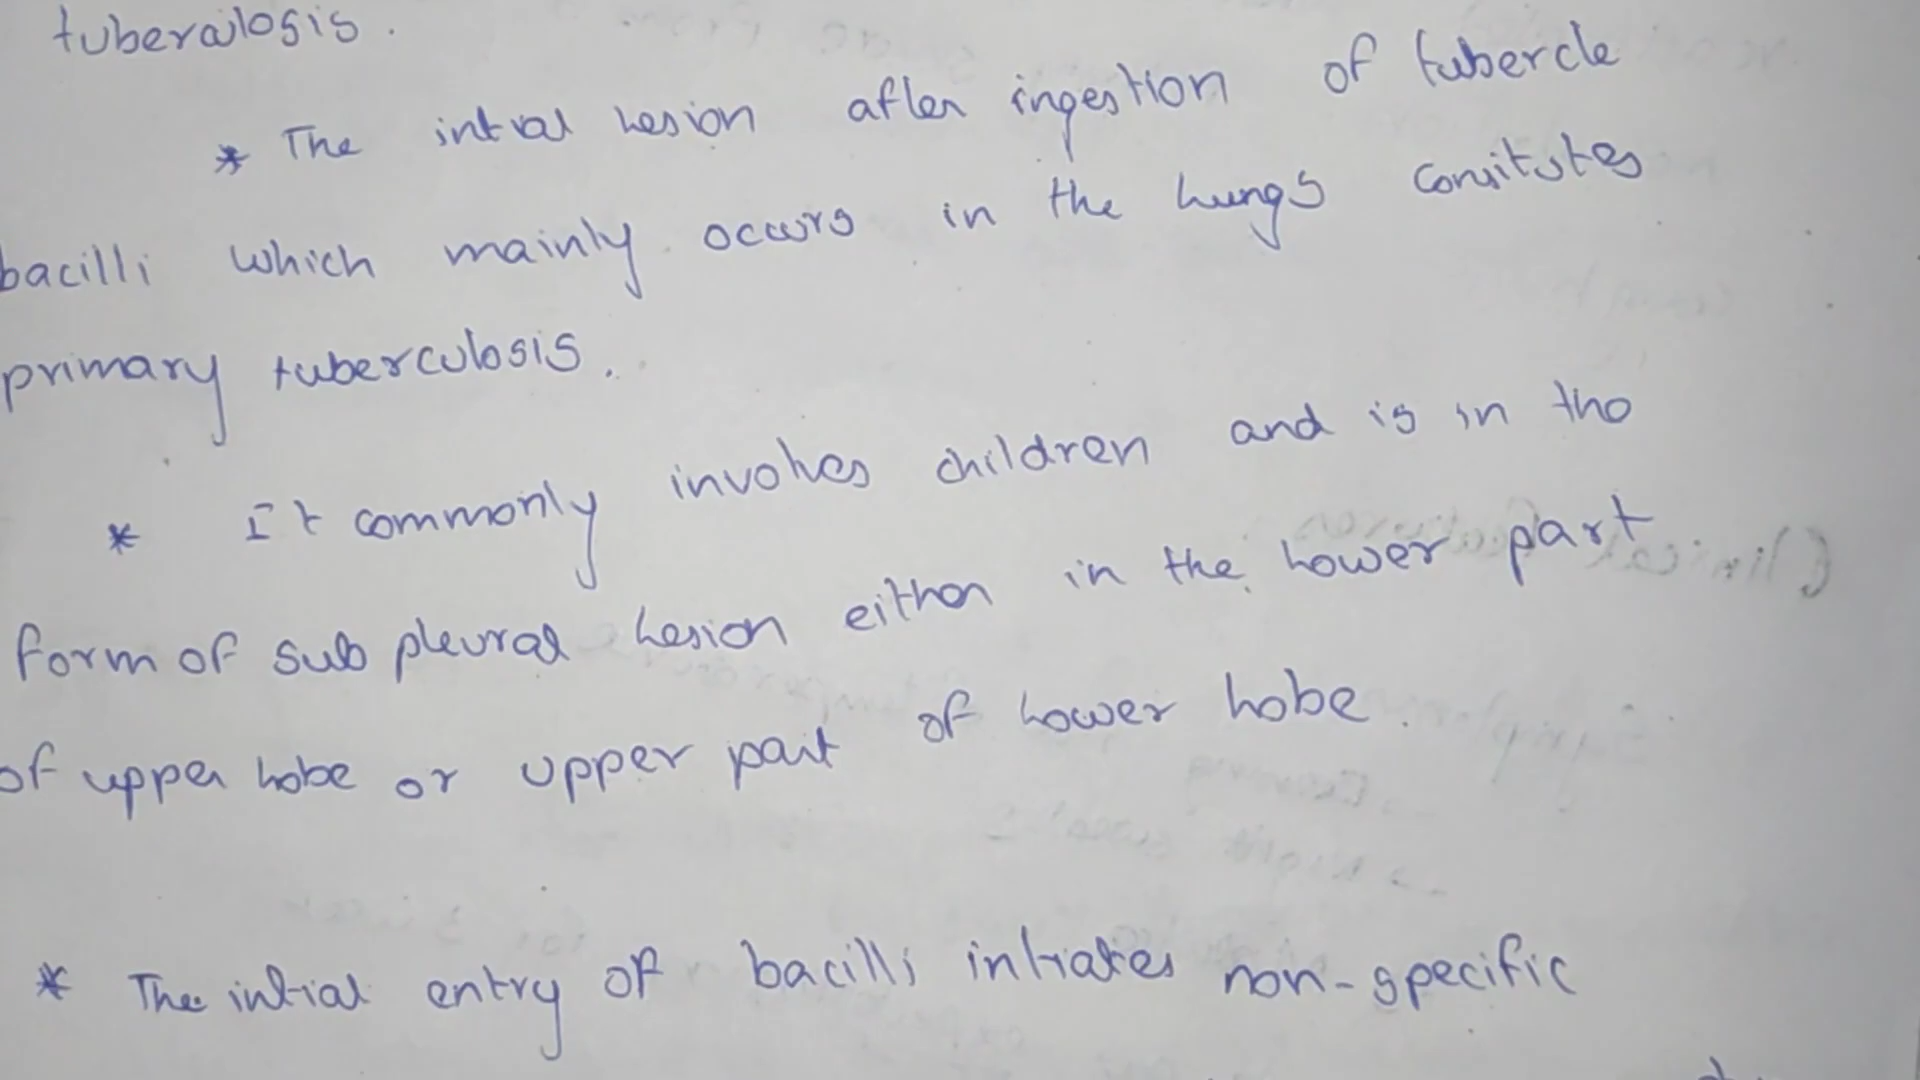 tuberculosis.
* The intial lesion after ingestion of tubercle
bacilli which mainly occurs in the lungs consitutes
primary tuberculosis.
* It commonly involves children and is in the
form of sub pleural lesion either in the lower part
of upper lobe or upper part of lower lobe.
* The intial entry of bacilli intiates non-specific